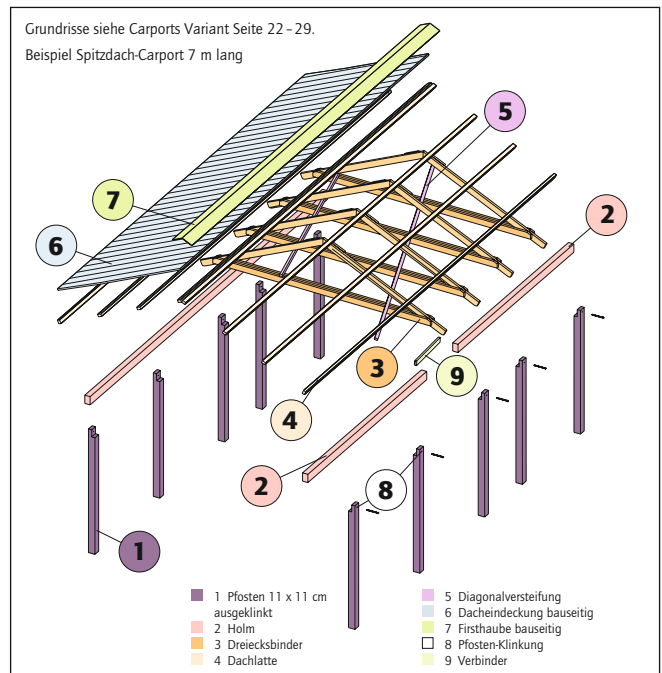 Grundrisse siehe Carports Variant Seite 22–29.
Beispiel Spitzdach-Carport 7 m lang
5
2
7
6
3
9
4
2
8
1
1 Pfosten 11 x 11 cm
ausgeklinkt
2 Holm
3 Dreiecksbinder
4 Dachlatte
5 Diagonalversteifung
6 Dacheindeckung bauseitig
7 Firsthaube bauseitig
8 Pfosten-Klinkung
9 Verbinder